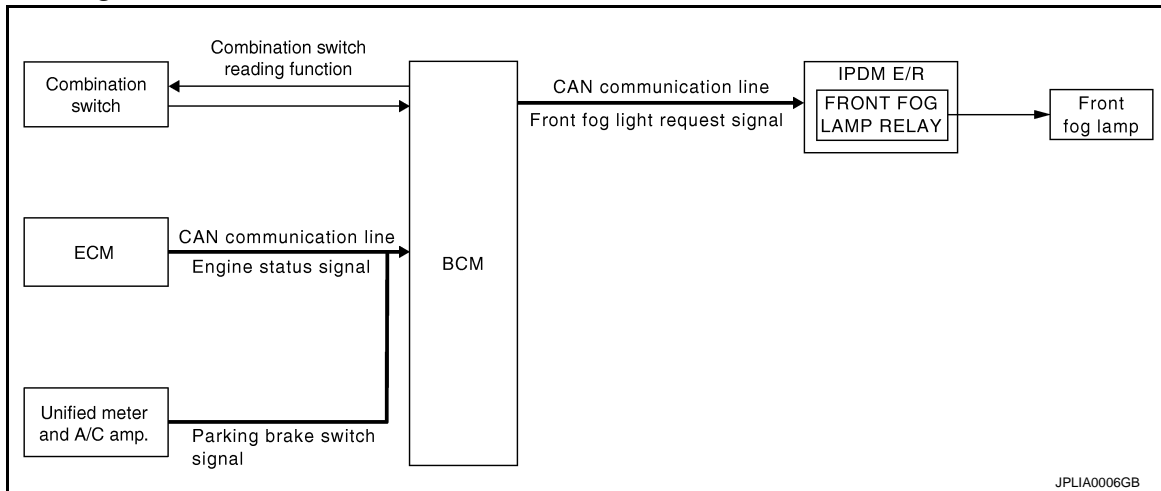 Combination switch
reading function
Combination
switch
BCM
CAN communication line
Front fog light request signal
IPDM E/R
FRONT FOG
LAMP RELAY
Front
fog lamp
ECM
CAN communication line
Engine status signal
Unified meter
and A/C amp.
Parking brake switch
signal
JPLIA0006GB